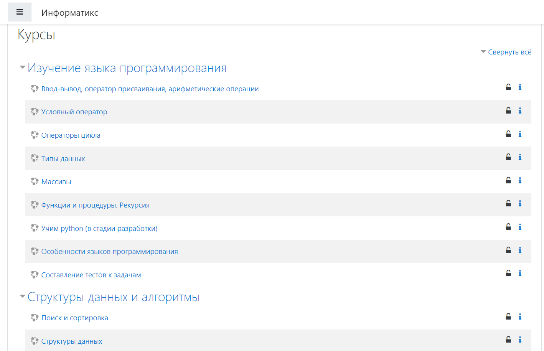 Информатикс
Курсы
Свернуть всё
Изучение языка программирования
Ввод-вывод, оператор присваивания, арифметические операции
Условный оператор
Операторы цикла
Типы данных
Массивы
Функции и процедуры. Рекурсия
Учим python (в стадии разработки)
Особенности языков программирования
Составление тестов к задачам
Структуры данных и алгоритмы
Поиск и сортировка
Структуры данных